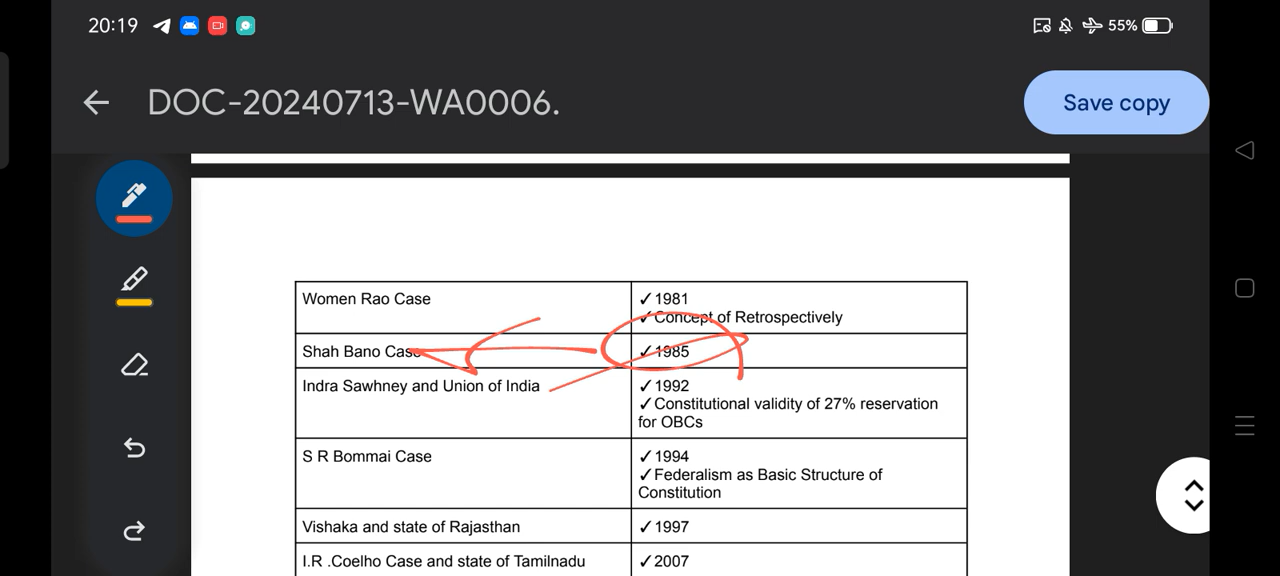 20:19
55%
DOC-20240713-WA0006.
Save copy
Women Rao Case
✓1981
✓Concept of Retrospectively
Shah Bano Case
✓1985
Indra Sawhney and Union of India
✓1992
✓Constitutional validity of 27% reservation
for OBCs
S R Bommai Case
✓1994
✓Federalism as Basic Structure of
Constitution
Vishaka and state of Rajasthan
✓1997
I.R .Coelho Case and state of Tamilnadu
✓2007